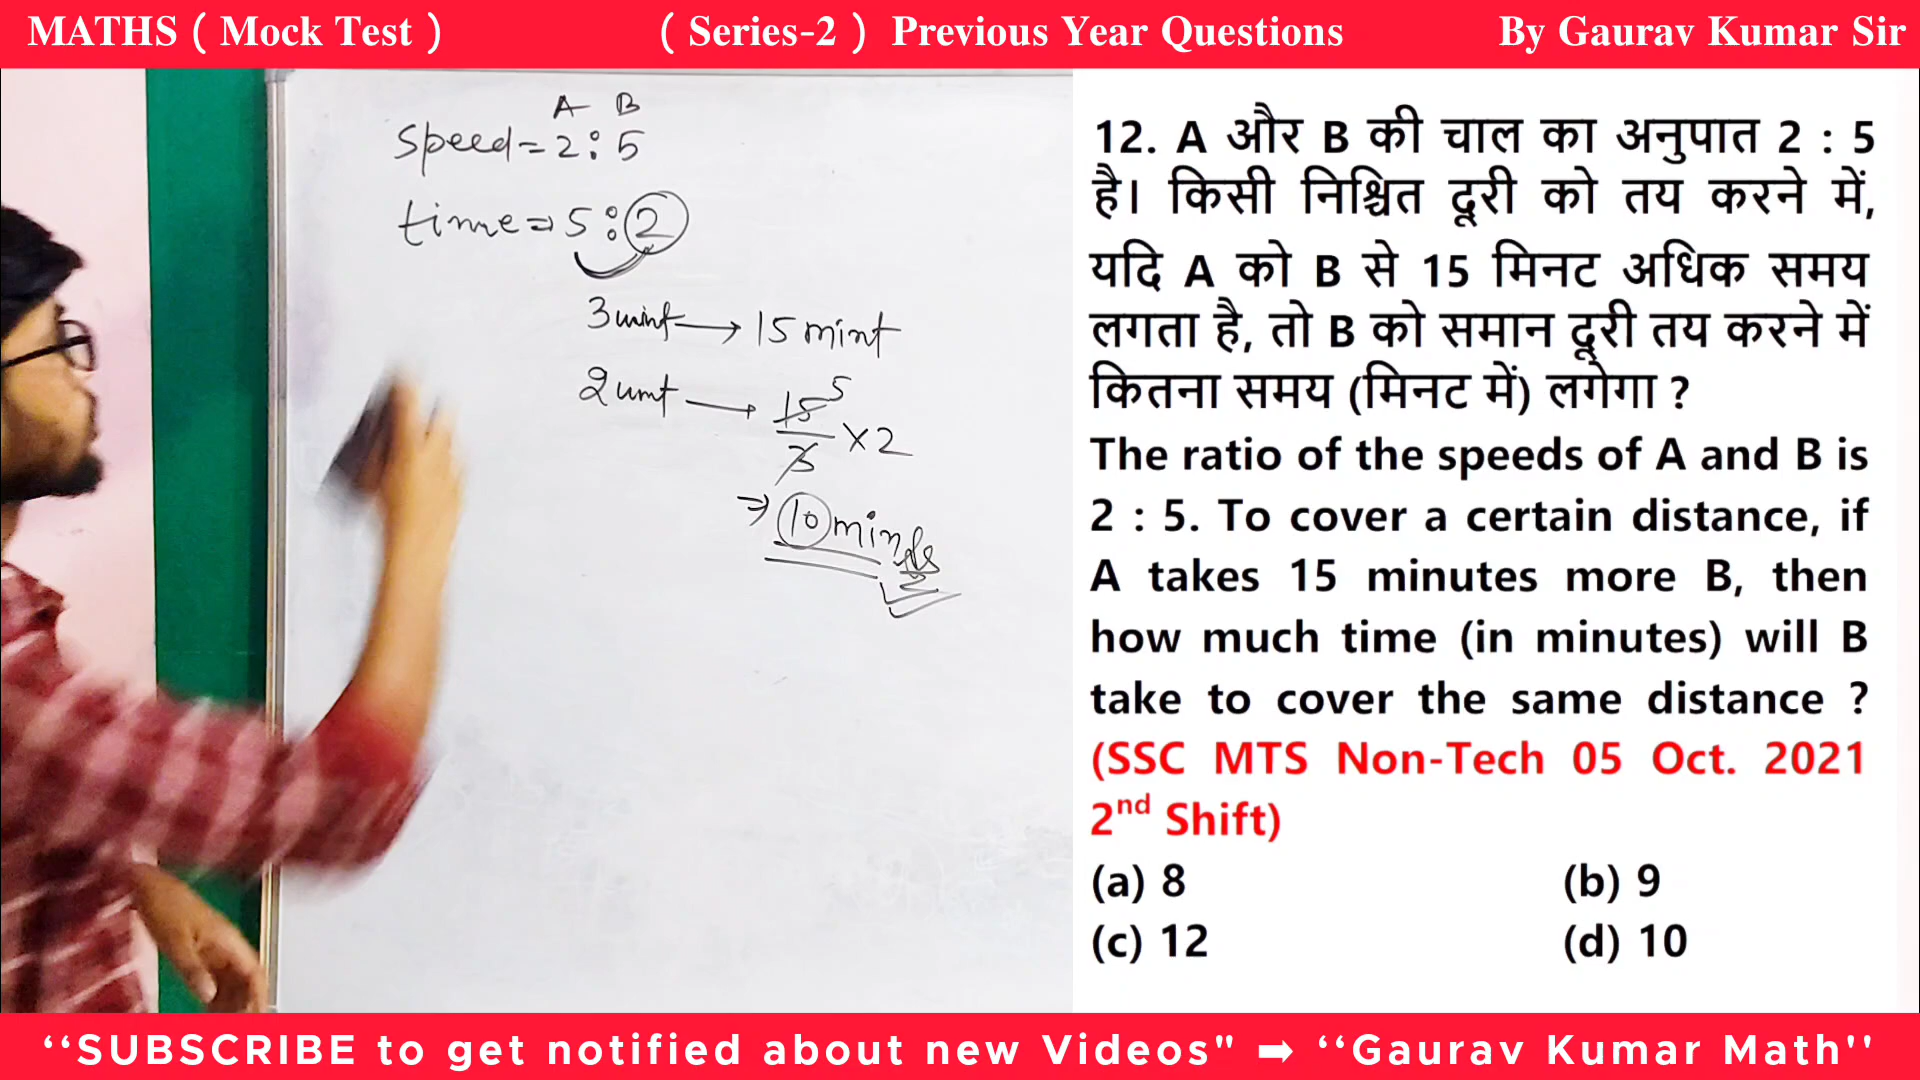 MATHS ( Mock Test ) ( Series-2 ) Previous Year Questions By Gaurav Kumar Sir
A B
Speed = 2 : 5
time ⇒ 5 : 2
3 unit → 15 mint
2 unit → 15/3 5 × 2
⇒ 10 minutes
12. A और B की चाल का अनुपात 2 : 5
है। किसी निश्चित दूरी को तय करने में,
यदि A को B से 15 मिनट अधिक समय
लगता है, तो B को समान दूरी तय करने में
कितना समय (मिनट में) लगेगा ?
The ratio of the speeds of A and B is
2 : 5. To cover a certain distance, if
A takes 15 minutes more B, then
how much time (in minutes) will B
take to cover the same distance ?
(SSC MTS Non-Tech 05 Oct. 2021
2nd Shift)
(a) 8 (b) 9
(c) 12 (d) 10
‘‘SUBSCRIBE to get notified about new Videos" ➡ ‘‘Gaurav Kumar Math''